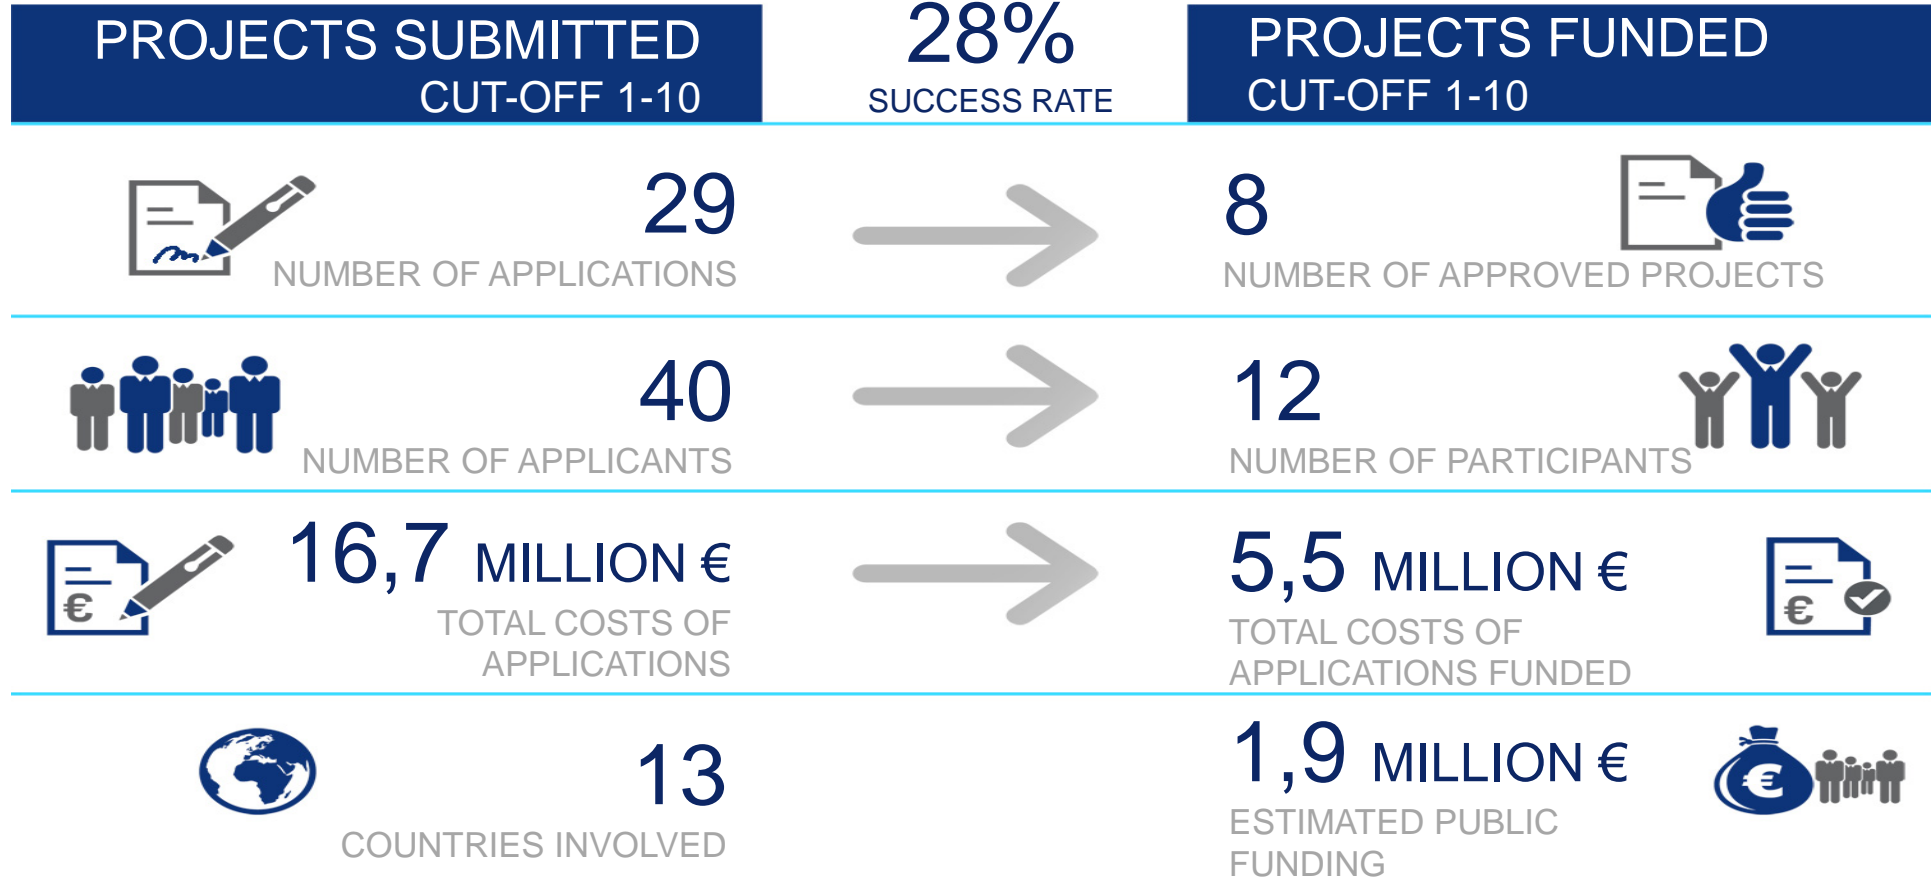 PROJECTS SUBMITTED
CUT-OFF 1-10
28%
SUCCESS RATE
PROJECTS FUNDED
CUT-OFF 1-10
29
NUMBER OF APPLICATIONS
8
NUMBER OF APPROVED PROJECTS
40
NUMBER OF APPLICANTS
12
NUMBER OF PARTICIPANTS
€
16,7 MILLION €
TOTAL COSTS OF
APPLICATIONS
5,5 MILLION €
TOTAL COSTS OF
APPLICATIONS FUNDED
€
13
COUNTRIES INVOLVED
1,9 MILLION €
ESTIMATED PUBLIC
FUNDING
€